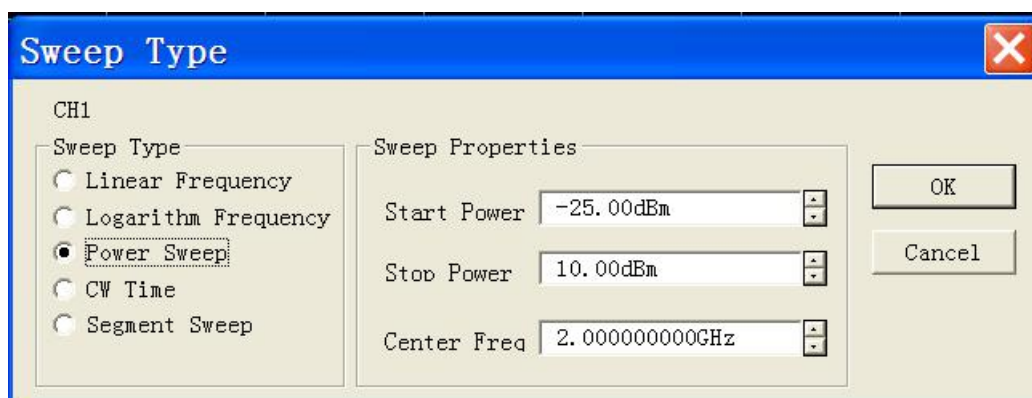 Sweep Type
CH1
Sweep Type
Linear Frequency
Logarithm Frequency
Power Sweep
CW Time
Segment Sweep
Sweep Properties
Start Power -25.00dBm
Stop Power 10.00dBm
Center Freq 2.000000000GHz
OK
Cancel